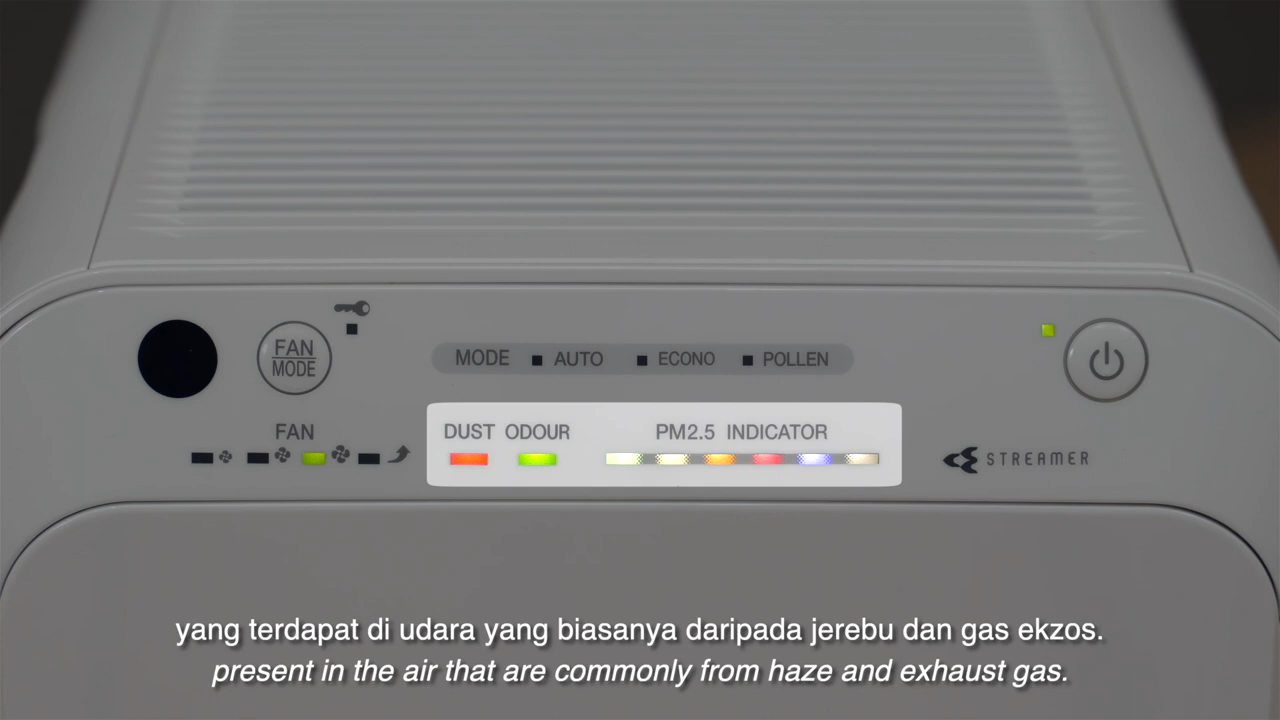 FAN
MODE
MODE AUTO ECONO POLLEN
FAN
DUST ODOUR PM2.5 INDICATOR
STREAMER
yang terdapat di udara yang biasanya daripada jerebu dan gas ekzos.
present in the air that are commonly from haze and exhaust gas.